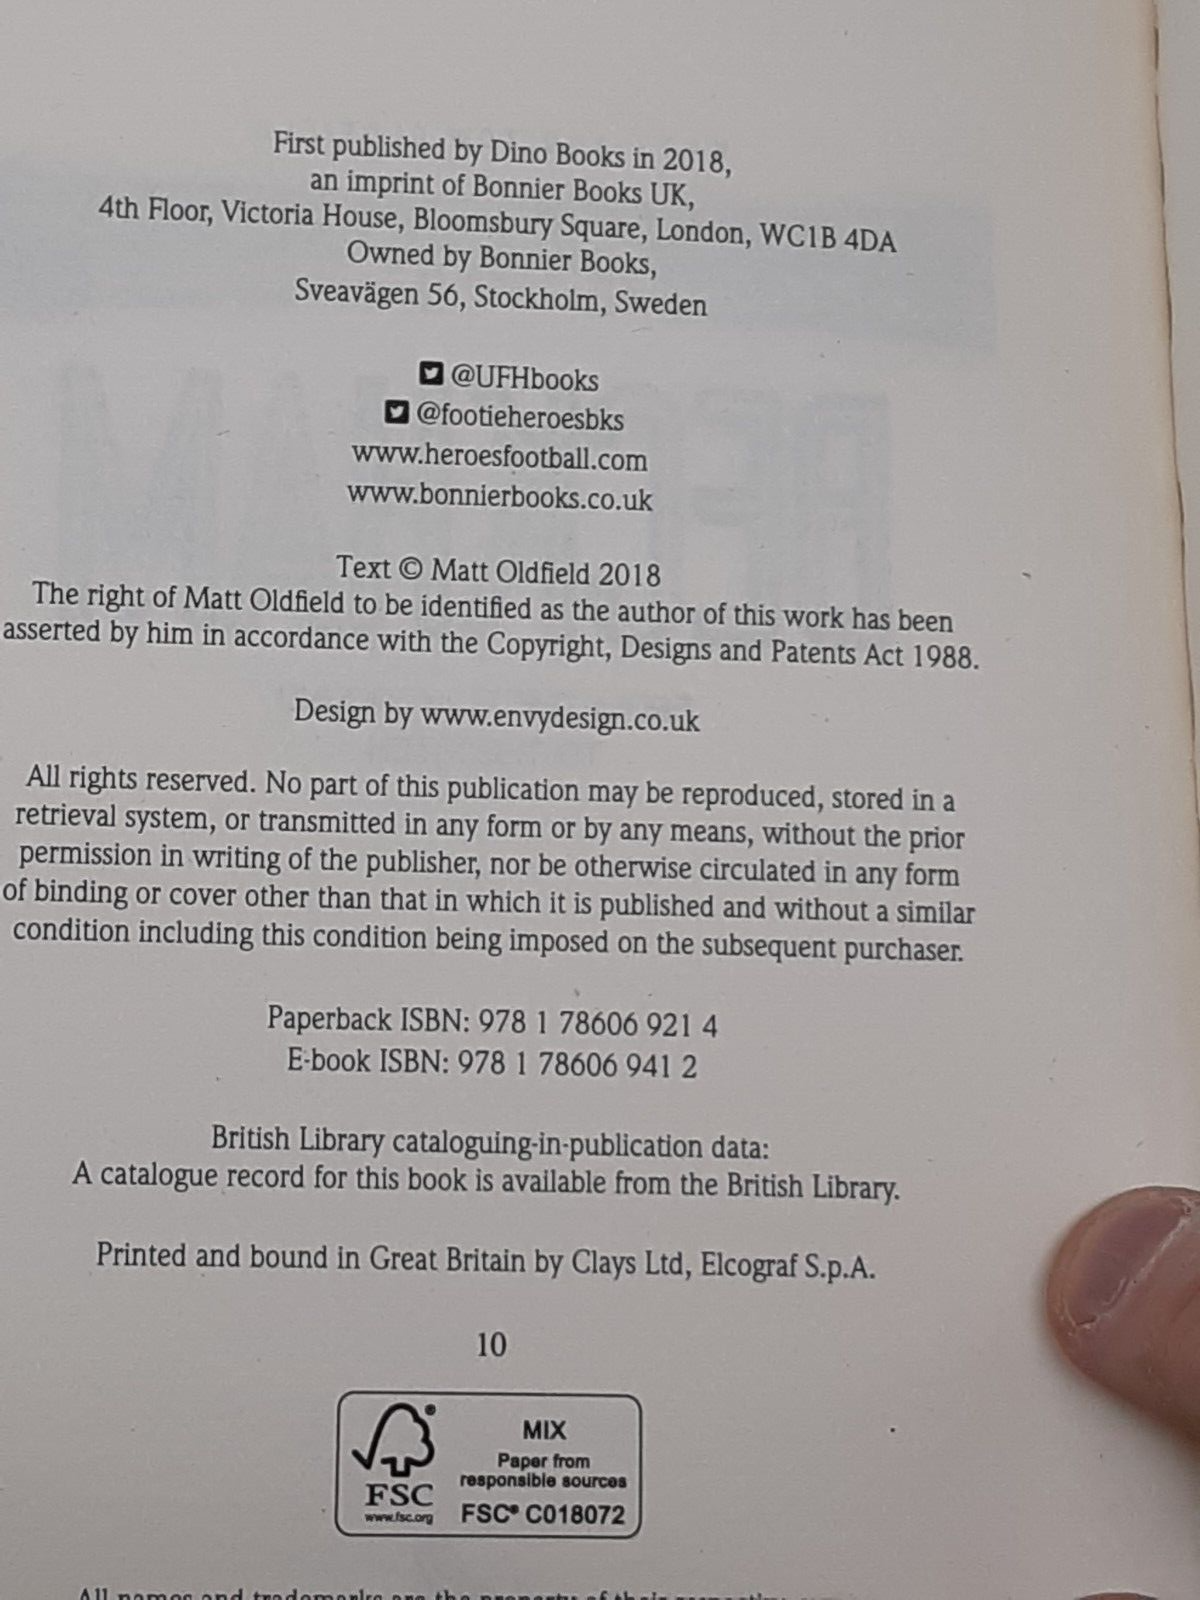 First published by Dino Books in 2018,
an imprint of Bonnier Books UK,
4th Floor, Victoria House, Bloomsbury Square, London, WC1B 4DA
Owned by Bonnier Books,
Sveavägen 56, Stockholm, Sweden
@UFHbooks
@footieheroesbks
www.heroesfootball.com
www.bonnierbooks.co.uk
Text © Matt Oldfield 2018
The right of Matt Oldfield to be identified as the author of this work has been
asserted by him in accordance with the Copyright, Designs and Patents Act 1988.
Design by www.envydesign.co.uk
All rights reserved. No part of this publication may be reproduced, stored in a
retrieval system, or transmitted in any form or by any means, without the prior
permission in writing of the publisher, nor be otherwise circulated in any form
of binding or cover other than that in which it is published and without a similar
condition including this condition being imposed on the subsequent purchaser.
Paperback ISBN: 978 1 78606 921 4
E-book ISBN: 978 1 78606 941 2
British Library cataloguing-in-publication data:
A catalogue record for this book is available from the British Library.
Printed and bound in Great Britain by Clays Ltd, Elcograf S.p.A.
10
FSC
www.fsc.org
MIX
Paper from
responsible sources
FSC® C018072
All names and trademarks are the property of their